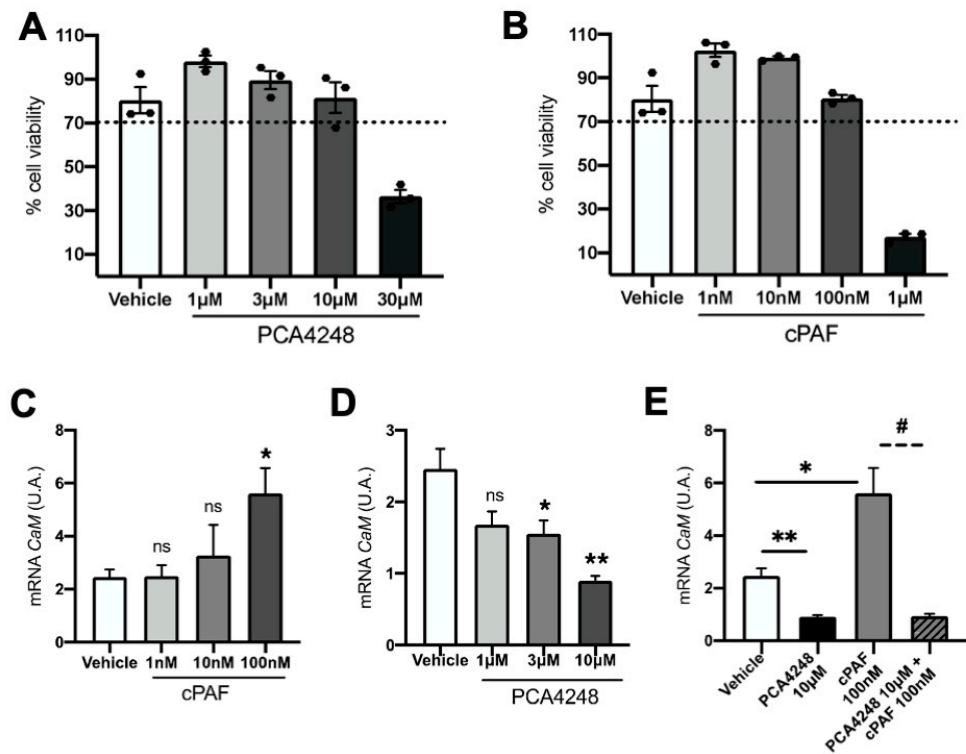 A
% cell viability
110
90
70
50
30
10
Vehicle
1µM
3µM
10µM
30µM
PCA4248
B
% cell viability
110
90
70
50
30
10
Vehicle
1nM
10nM
100nM
1µM
cPAF
C
mRNA CaM (U.A.)
8
6
4
2
0
ns
ns
*
Vehicle
1nM
10nM
100nM
cPAF
D
mRNA CaM (U.A.)
3
2
1
0
ns
*
**
Vehicle
1µM
3µM
10µM
PCA4248
E
mRNA CaM (U.A.)
8
6
4
2
0
#
*
**
Vehicle
PCA4248
10µM
cPAF
100nM
PCA4248 10µM +
cPAF 100nM